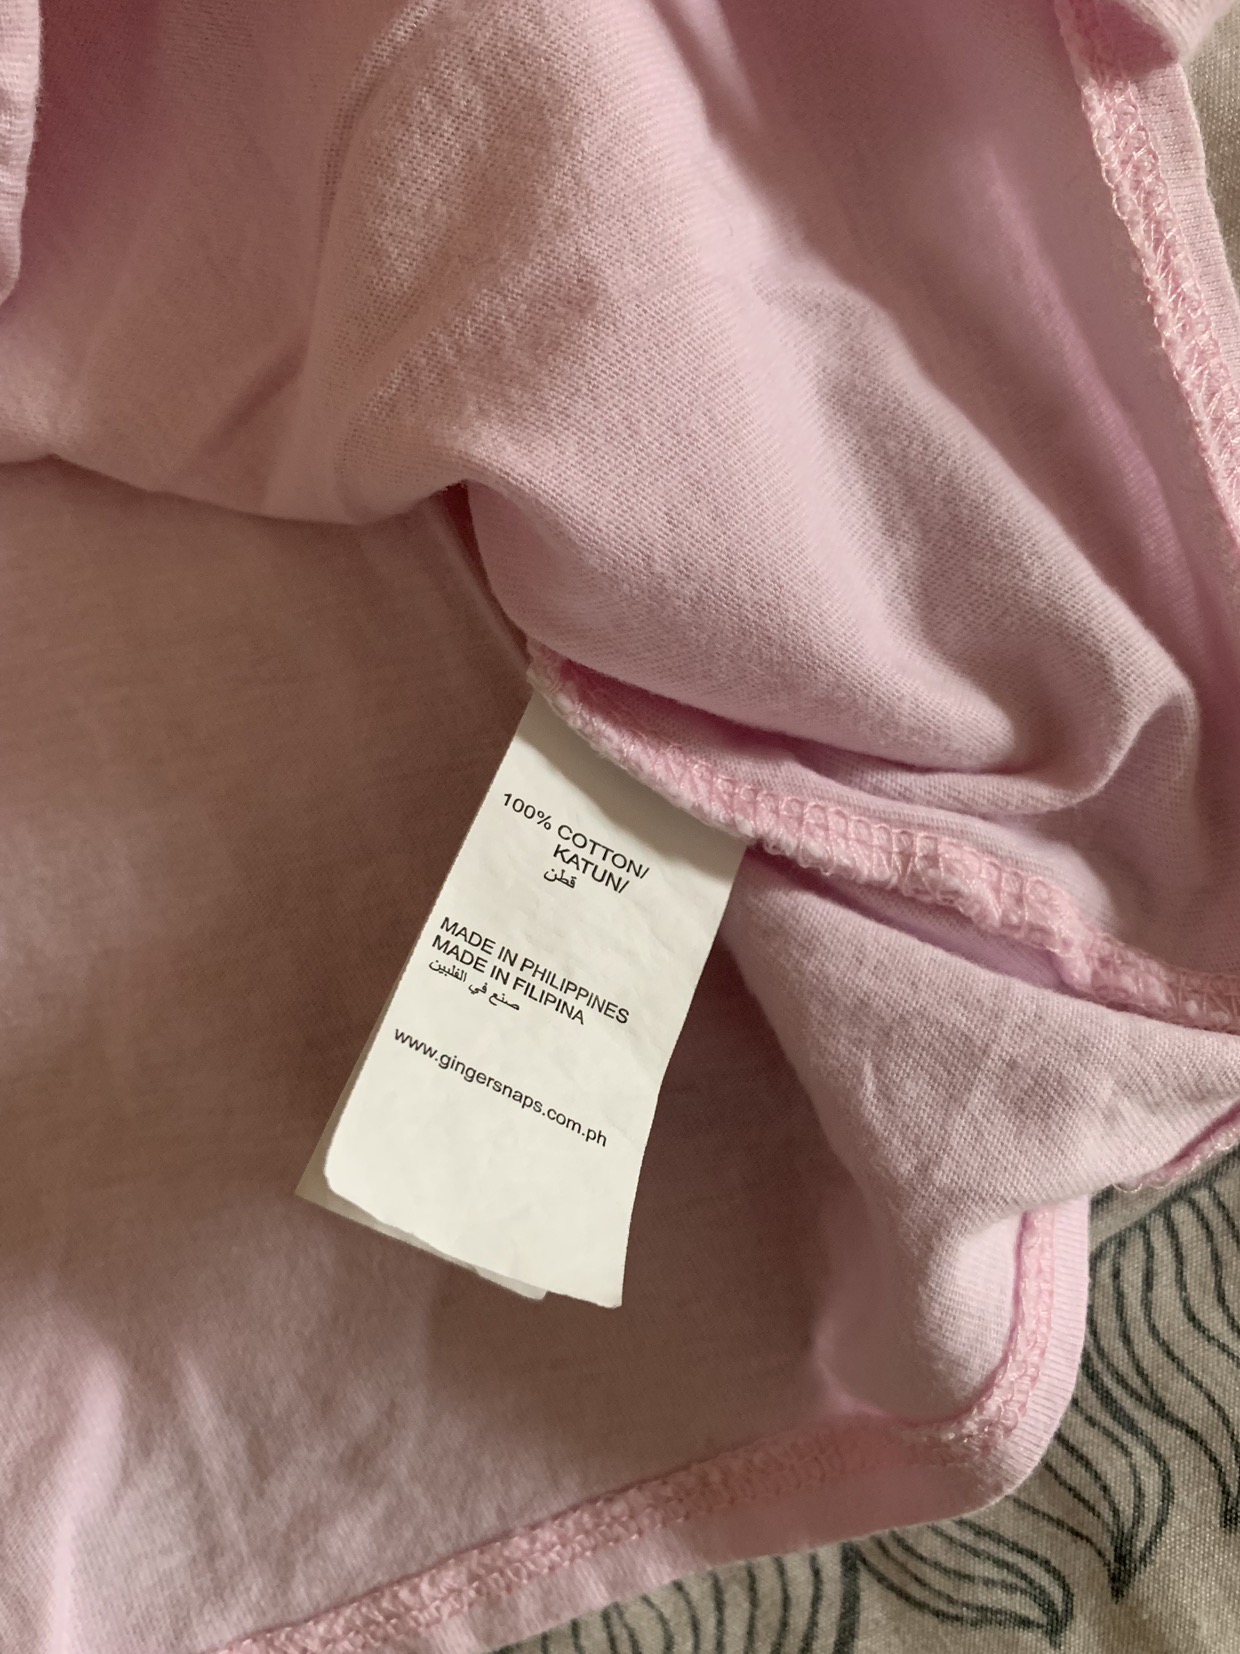 100% COTTON/
KATUN/
قطن
MADE IN PHILIPPINES
MADE IN FILIPINA
صنع في الفلبين
www.gingersnaps.com.ph